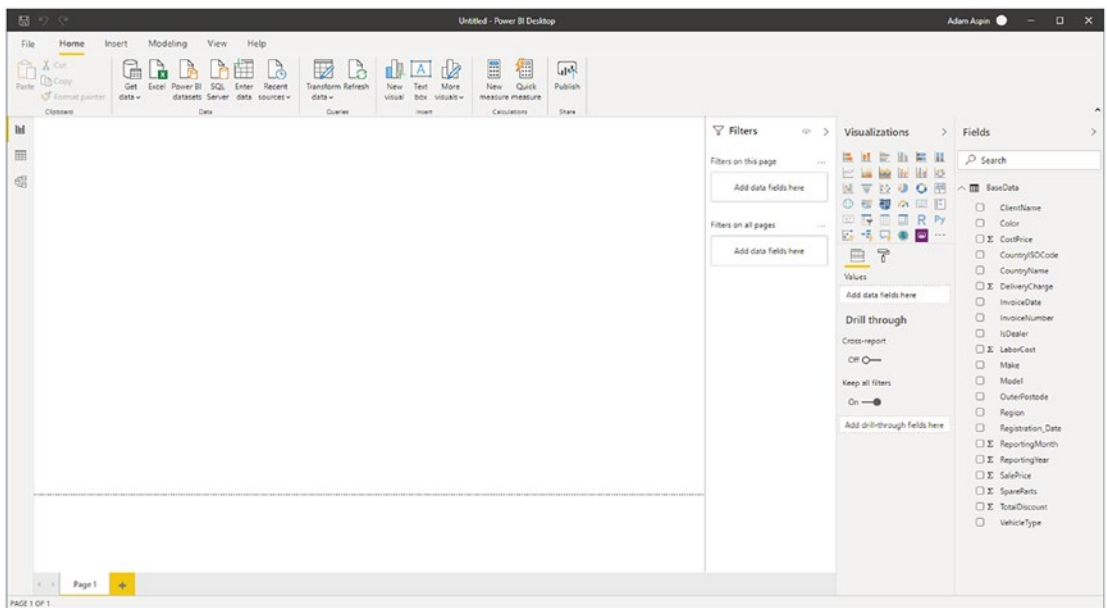 Untitled - Power BI Desktop
Adam Aspin
File Home Insert Modeling View Help
Paste
Cut
Copy
Format painter
Get data
Excel
Power BI datasets
SQL Server
Enter data
Recent sources
Transform data
Refresh
New visual
Text box
More visuals
New measure
Quick measure
Publish
Clipboard
Data
Queries
Insert
Calculations
Share
Filters
Filters on this page ...
Add data fields here
Filters on all pages ...
Add data fields here
Visualizations
R Py
...
Values
Add data fields here
Drill through
Cross-report
Off
Keep all filters
On
Add drill-through fields here
Fields
Search
BaseData
ClientName
Color
Σ CostPrice
CountryISOCode
CountryName
Σ DeliveryCharge
InvoiceDate
InvoiceNumber
IsDealer
Σ LaborCost
Make
Model
OuterPostode
Region
Registration_Date
Σ ReportingMonth
Σ ReportingYear
Σ SalePrice
Σ SpareParts
Σ TotalDiscount
VehicleType
Page 1
PAGE 1 OF 1